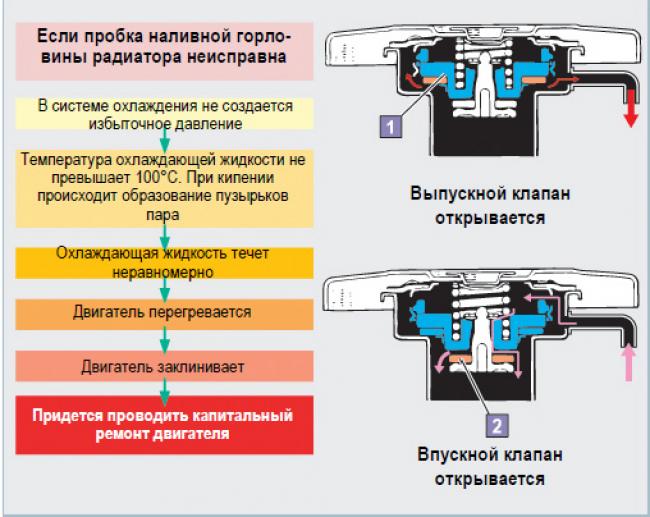 Если пробка наливной горло-
вины радиатора неисправна
В системе охлаждения не создается
избыточное давление
Температура охлаждающей жидкости не
превышает 100°С. При кипении
происходит образование пузырьков
пара
Охлаждающая жидкость течет
неравномерно
Двигатель перегревается
Двигатель заклинивает
Придется проводить капитальный
ремонт двигателя
1
Выпускной клапан
открывается
2
Впускной клапан
открывается